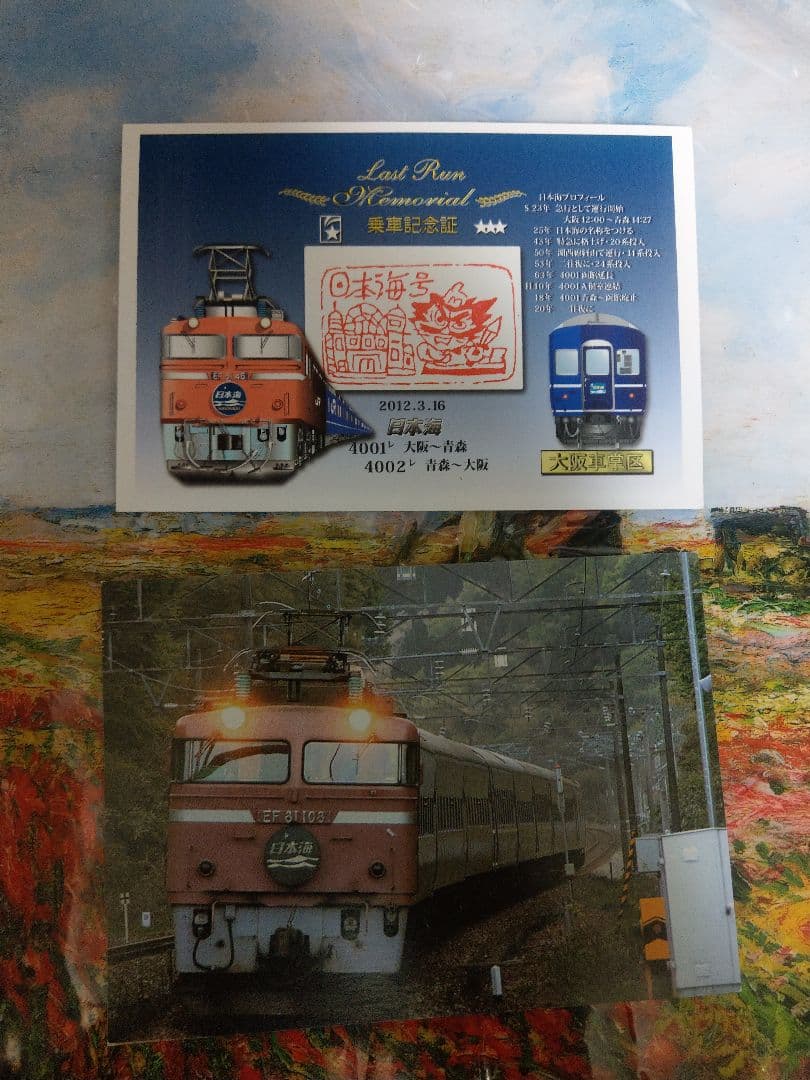 Last Run
Memorial
乗車記念証
日本海プロフィール
S 23年 急行として運行開始
大阪12:00～青森14:27
25年 日本海の名称をつける
43年 特急に格上げ・20系投入
50年 湖西線経由で運行・14系投入
53年 二往復に・24系投入
63年 4001函館延長
H10年 4001A個室連結
18年 4001青森～函館廃止
20年 一往復に
日本海号
日本海
2012.3.16
日本海
4001レ 大阪～青森
4002レ 青森～大阪
大阪車掌区
EF 81 103
日本海